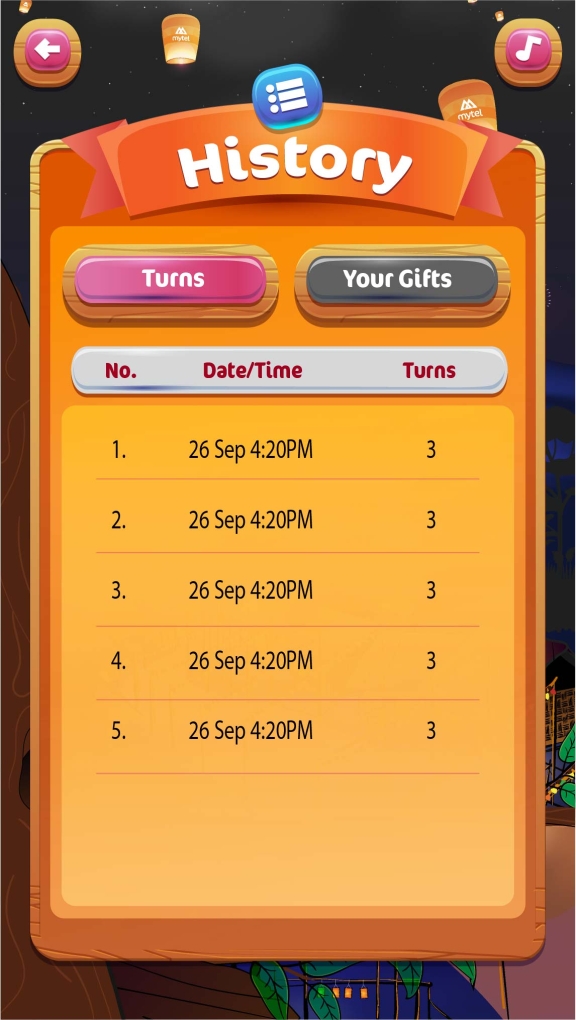 mytel
mytel
History
Turns
Your Gifts
No. Date/Time Turns
1. 26 Sep 4:20PM 3
2. 26 Sep 4:20PM 3
3. 26 Sep 4:20PM 3
4. 26 Sep 4:20PM 3
5. 26 Sep 4:20PM 3